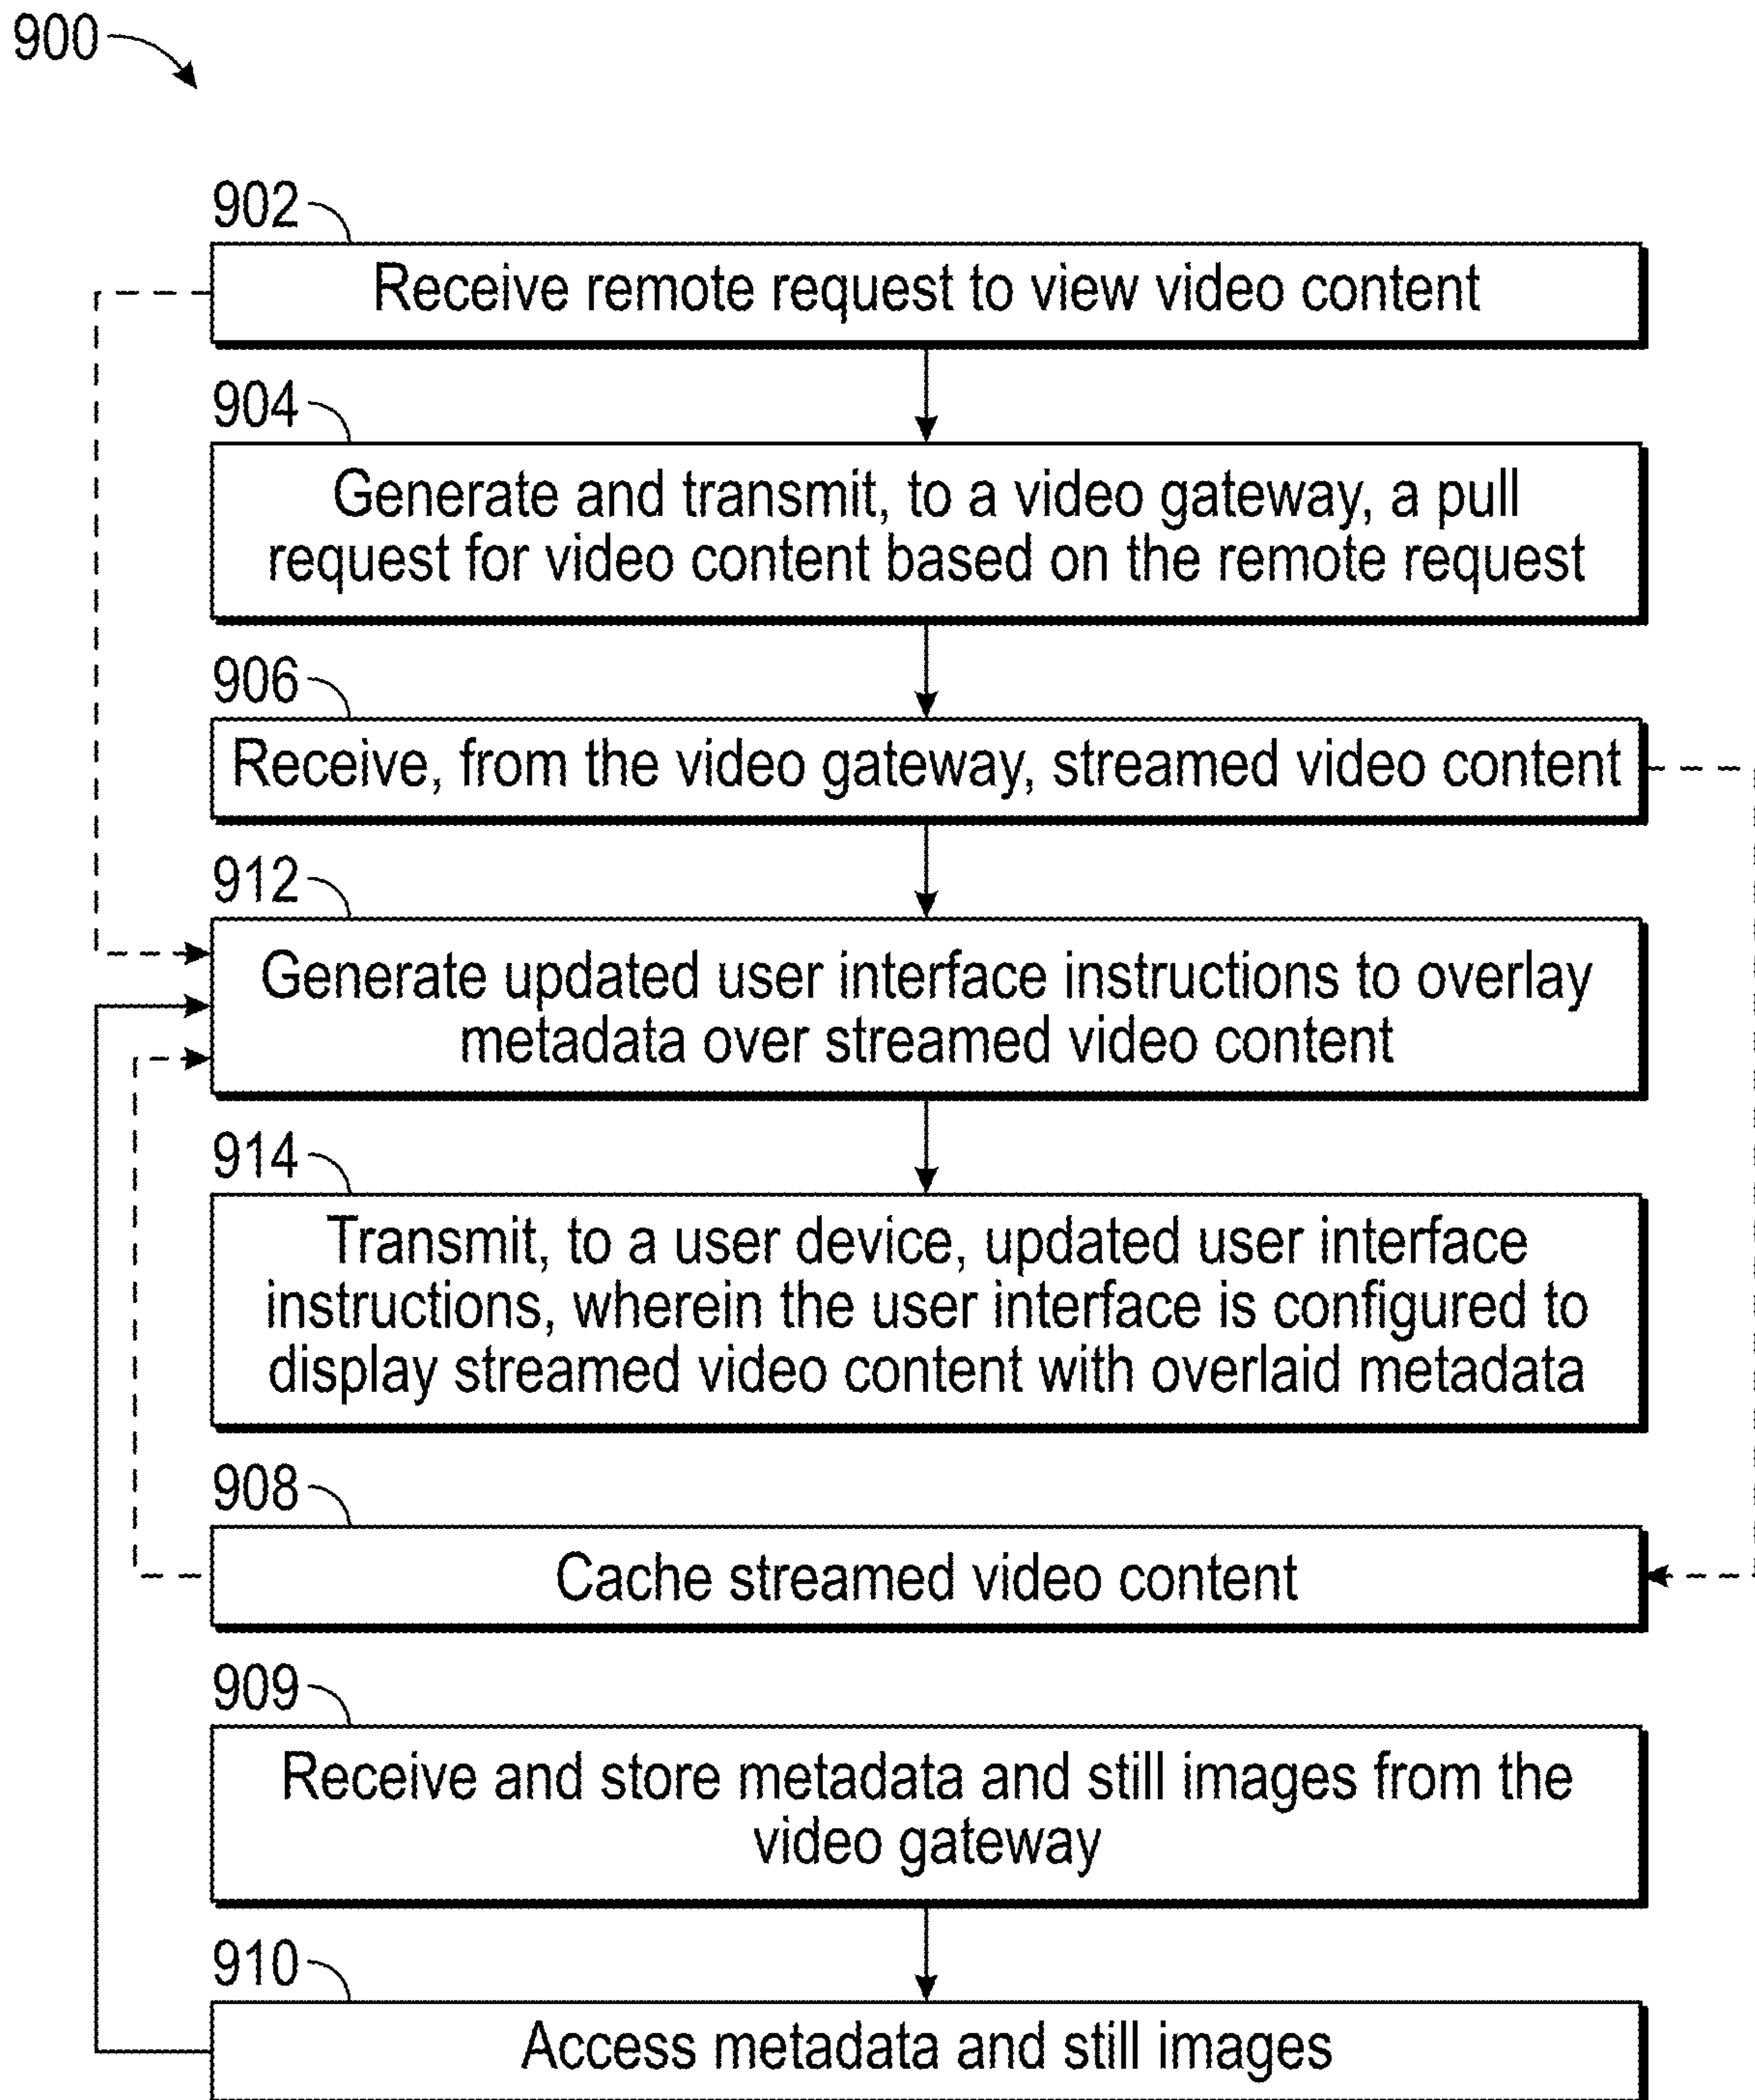 900
902
Receive remote request to view video content
904
Generate and transmit, to a video gateway, a pull
request for video content based on the remote request
906
Receive, from the video gateway, streamed video content
912
Generate updated user interface instructions to overlay
metadata over streamed video content
914
Transmit, to a user device, updated user interface
instructions, wherein the user interface is configured to
display streamed video content with overlaid metadata
908
Cache streamed video content
909
Receive and store metadata and still images from the
video gateway
910
Access metadata and still images